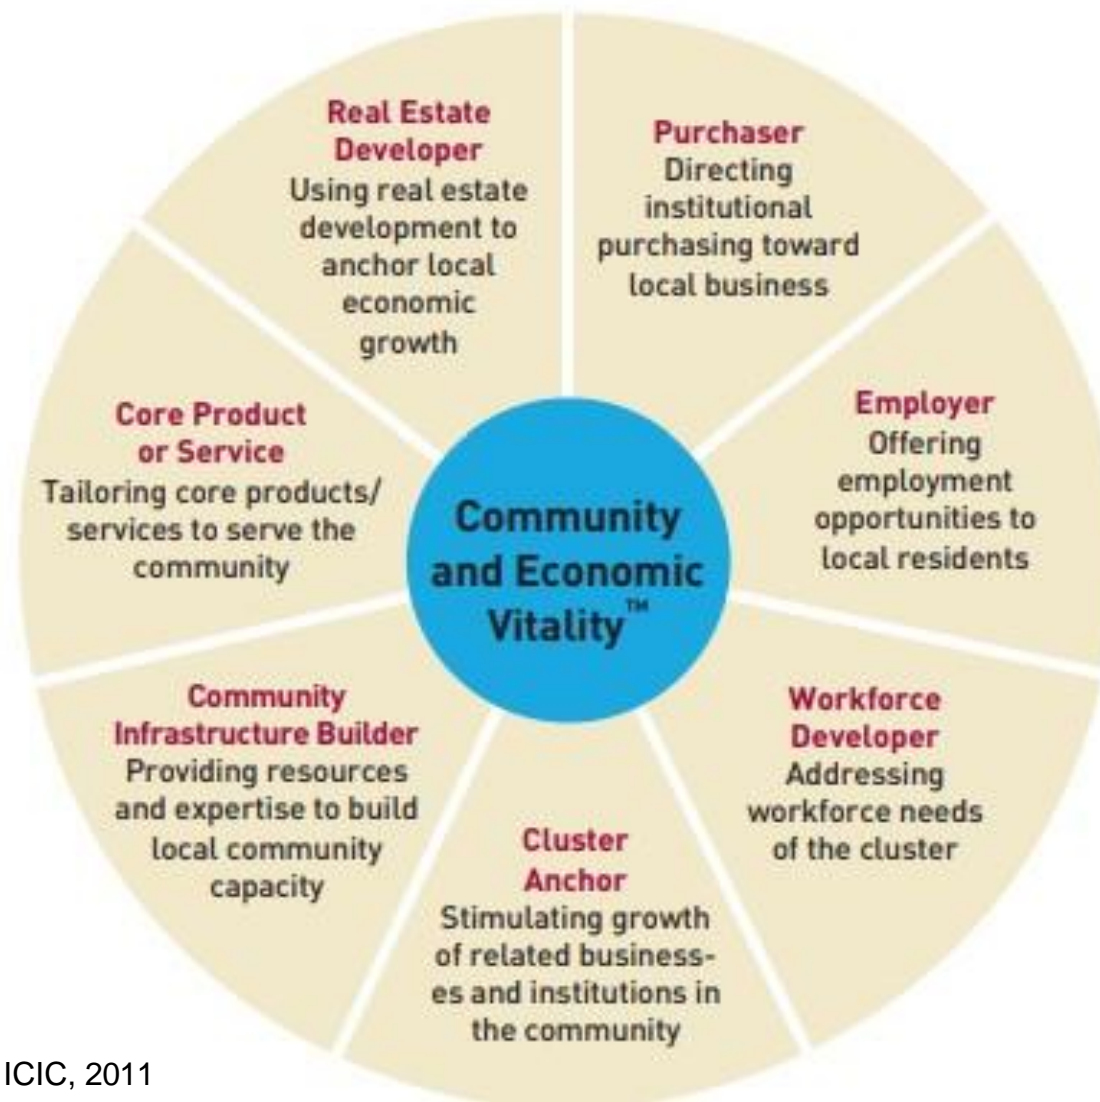 Real Estate
Developer
Using real estate
development to
anchor local
economic
growth
Purchaser
Directing
institutional
purchasing toward
local business
Employer
Offering
employment
opportunities to
local residents
Workforce
Developer
Addressing
workforce needs
of the cluster
Cluster
Anchor
Stimulating growth
of related business-
es and institutions in
the community
Community
Infrastructure Builder
Providing resources
and expertise to build
local community
capacity
Core Product
or Service
Tailoring core products/
services to serve the
community
Community
and Economic
Vitality™
ICIC, 2011